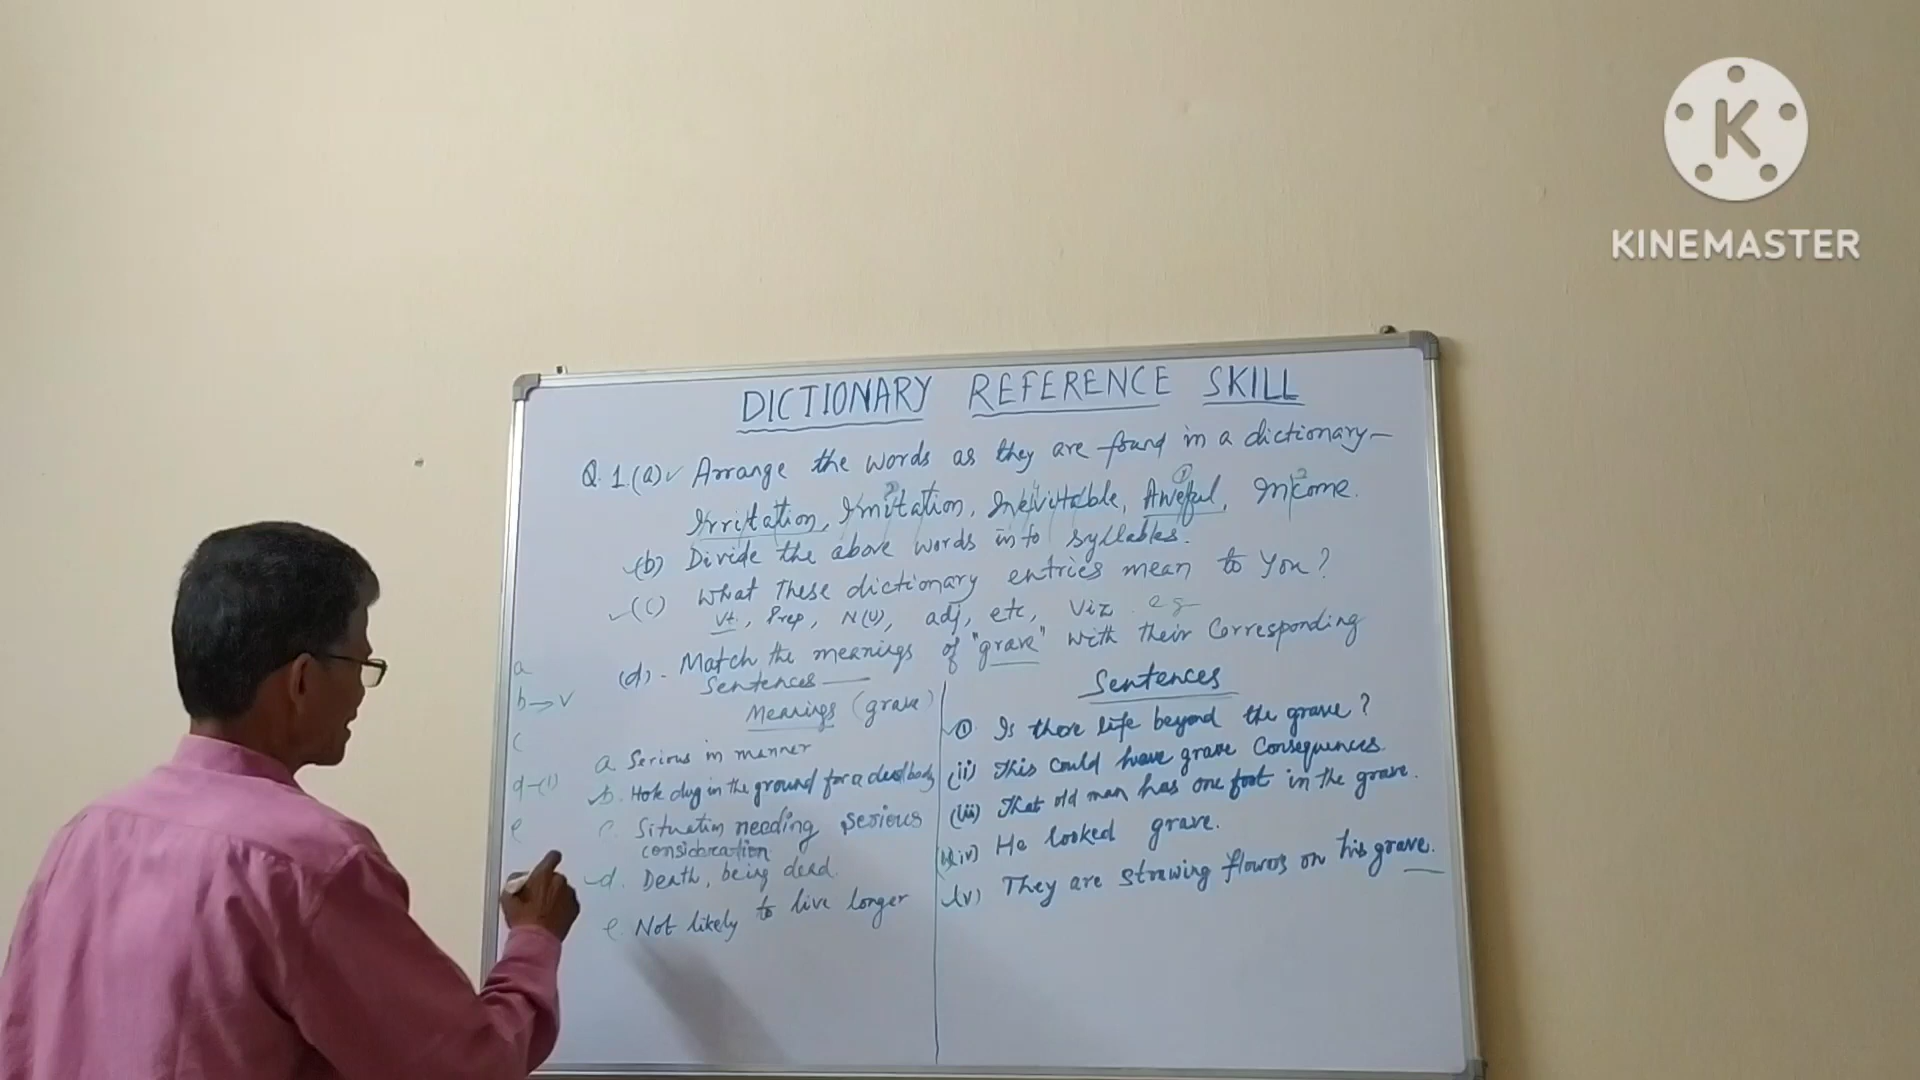 K
KINEMASTER
DICTIONARY REFERENCE SKILL
Q. 1.(a) Arrange the words as they are found in a dictionary—
Irritation, Imitation, Inevitable, Aweful, Income.
(b) Divide the above words into syllables.
(c) What These dictionary entries mean to You?
Vt., Prep, N(U), adj, etc, Viz eg
(d). Match the meanings of "grave" with their Corresponding
Sentences —
Meanings (grave)
a. Serious in manner
b. Hole dug in the ground for a dead body
c. Situation needing serious
consideration
d. Death, being dead.
e. Not likely to live longer
Sentences
(i) Is there life beyond the grave?
(ii) This could have grave Consequences.
(iii) That old man has one foot in the grave.
(iv) He looked grave.
(v) They are strawing flowers on his grave.
a
b → v
c
d – (i)
e